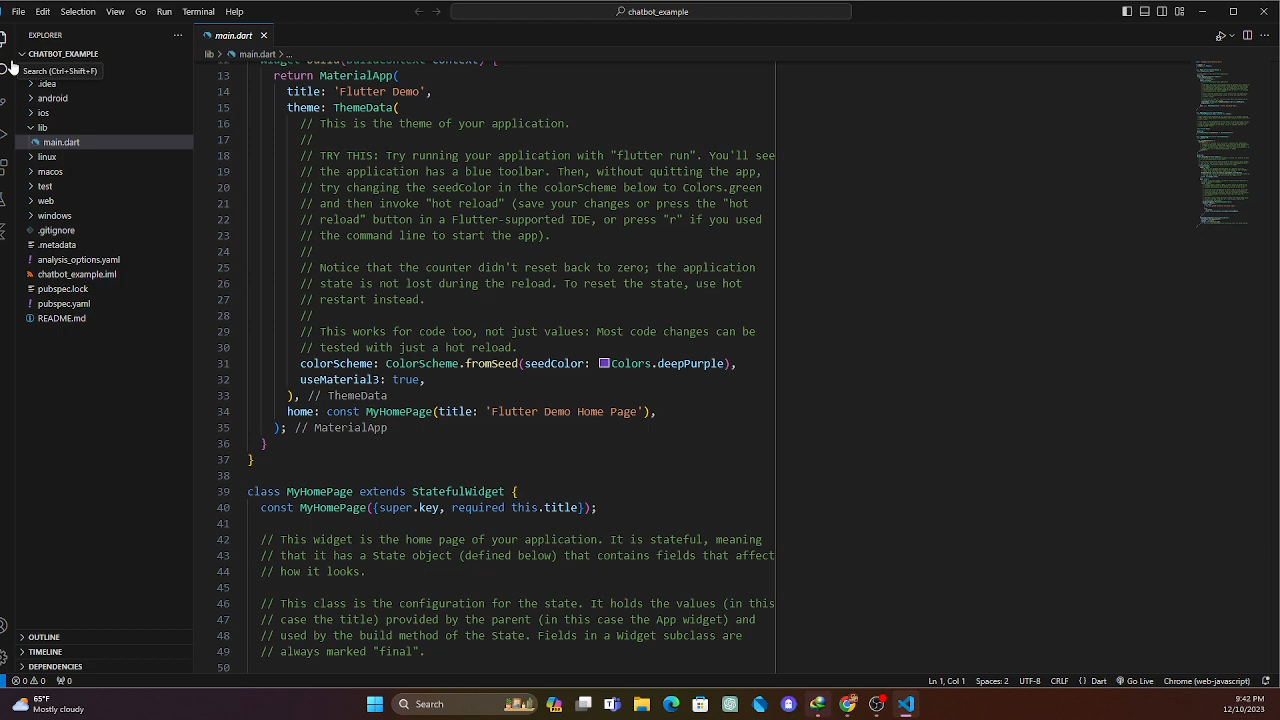 File Edit Selection View Go Run Terminal Help
chatbot_example
EXPLORER
CHATBOT_EXAMPLE
Search (Ctrl+Shift+F)
.idea
android
ios
lib
main.dart
linux
macos
test
web
windows
.gitignore
.metadata
analysis_options.yaml
chatbot_example.iml
pubspec.lock
pubspec.yaml
README.md
OUTLINE
TIMELINE
DEPENDENCIES
main.dart
lib > main.dart > ...
12 Widget build(BuildContext context) {
13 return MaterialApp(
14 title: 'Flutter Demo',
15 theme: ThemeData(
16 // This is the theme of your application.
17 //
18 // TRY THIS: Try running your application with "flutter run". You'll see
19 // the application has a blue toolbar. Then, without quitting the app,
20 // try changing the seedColor in the colorScheme below to Colors.green
21 // and then invoke "hot reload" (save your changes or press the "hot
22 // reload" button in a Flutter-supported IDE, or press "r" if you used
23 // the command line to start the app).
24 //
25 // Notice that the counter didn't reset back to zero; the application
26 // state is not lost during the reload. To reset the state, use hot
27 // restart instead.
28 //
29 // This works for code too, not just values: Most code changes can be
30 // tested with just a hot reload.
31 colorScheme: ColorScheme.fromSeed(seedColor: Colors.deepPurple),
32 useMaterial3: true,
33 ), // ThemeData
34 home: const MyHomePage(title: 'Flutter Demo Home Page'),
35 ); // MaterialApp
36 }
37 }
38
39 class MyHomePage extends StatefulWidget {
40 const MyHomePage({super.key, required this.title});
41
42 // This widget is the home page of your application. It is stateful, meaning
43 // that it has a State object (defined below) that contains fields that affect
44 // how it looks.
45
46 // This class is the configuration for the state. It holds the values (in this
47 // case the title) provided by the parent (in this case the App widget) and
48 // used by the build method of the State. Fields in a Widget subclass are
49 // always marked "final".
50
0 0 0 Ln 1, Col 1 Spaces: 2 UTF-8 CRLF {} Dart Go Live Chrome (web-javascript)
65°F
Mostly cloudy
Search
9:42 PM
12/10/2023